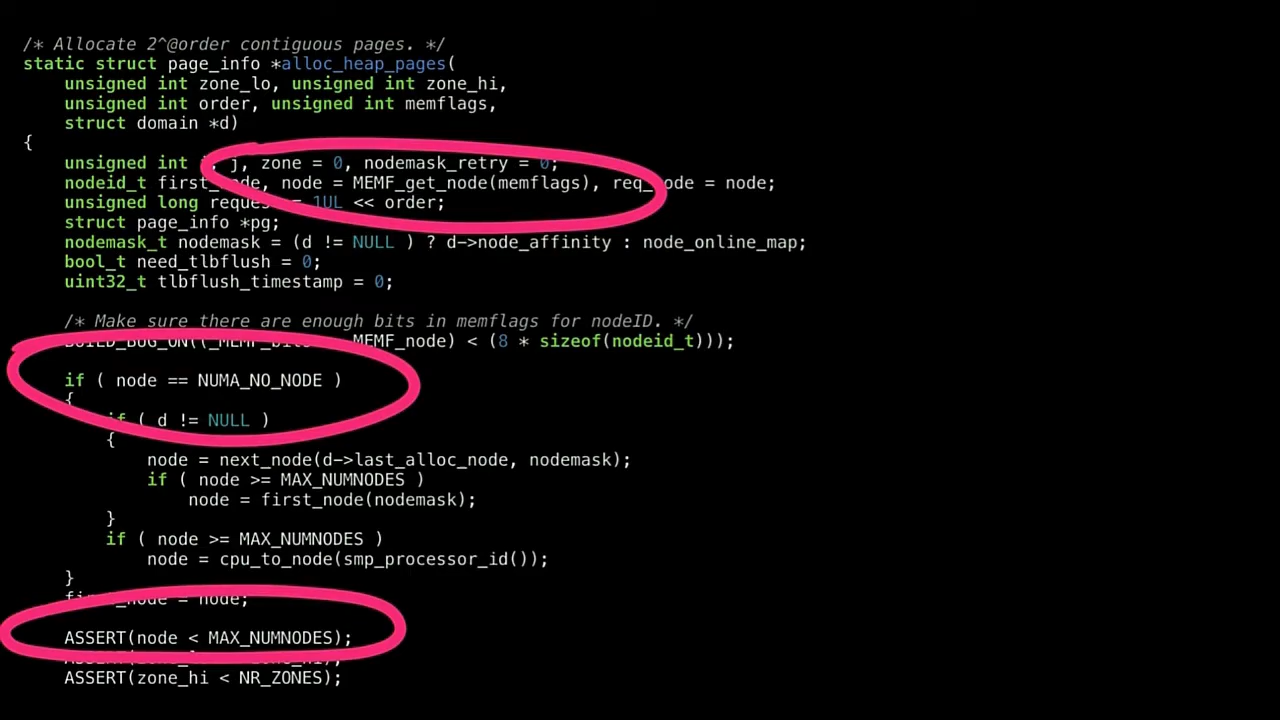 /* Allocate 2^@order contiguous pages. */
static struct page_info *alloc_heap_pages(
unsigned int zone_lo, unsigned int zone_hi,
unsigned int order, unsigned int memflags,
struct domain *d)
{
unsigned int i, j, zone = 0, nodemask_retry = 0;
nodeid_t first_node, node = MEMF_get_node(memflags), req_node = node;
unsigned long request = 1UL << order;
struct page_info *pg;
nodemask_t nodemask = (d != NULL ) ? d->node_affinity : node_online_map;
bool_t need_tlbflush = 0;
uint32_t tlbflush_timestamp = 0;
/* Make sure there are enough bits in memflags for nodeID. */
BUILD_BUG_ON((_MEMF_bits MEMF_node) < (8 * sizeof(nodeid_t)));
if ( node == NUMA_NO_NODE )
{
if ( d != NULL )
{
node = next_node(d->last_alloc_node, nodemask);
if ( node >= MAX_NUMNODES )
node = first_node(nodemask);
}
if ( node >= MAX_NUMNODES )
node = cpu_to_node(smp_processor_id());
}
first_node = node;
ASSERT(node < MAX_NUMNODES);
ASSERT(zone_hi < NR_ZONES);